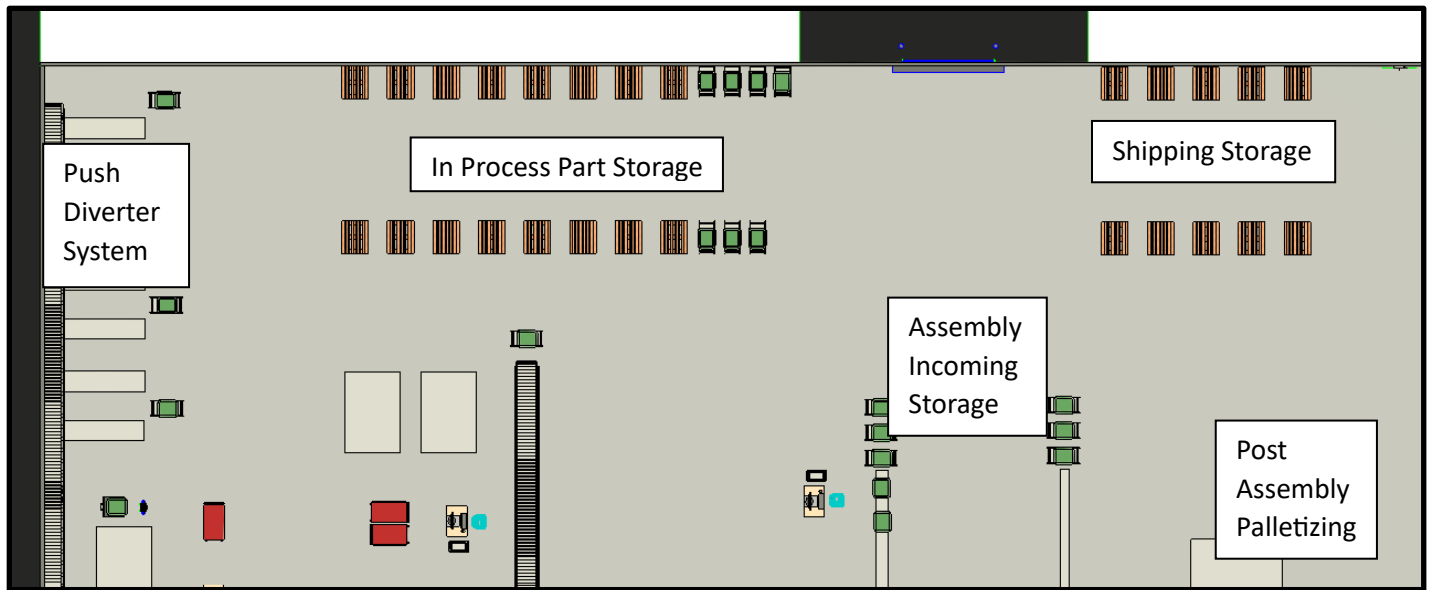 Push
Diverter
System
In Process Part Storage
Shipping Storage
Assembly
Incoming
Storage
Post
Assembly
Palletizing